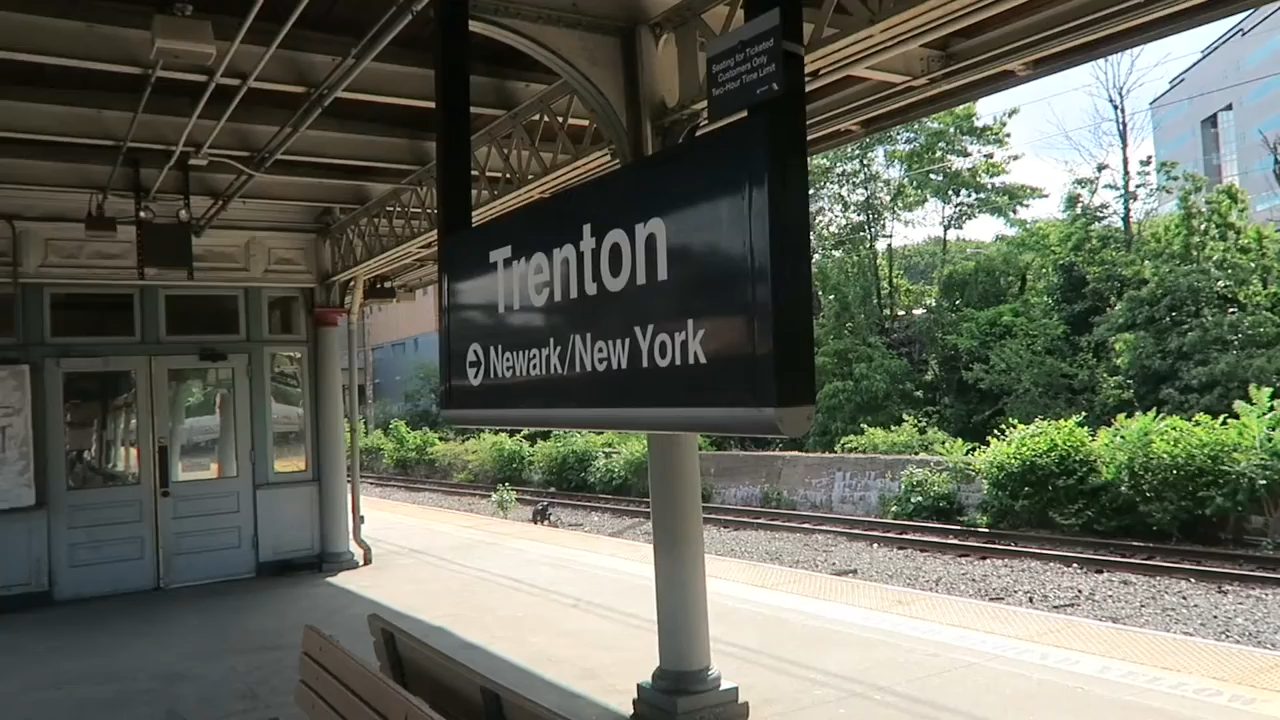 Seating for Ticketed
Customers Only
Two-Hour Time Limit
Trenton
Newark/New York